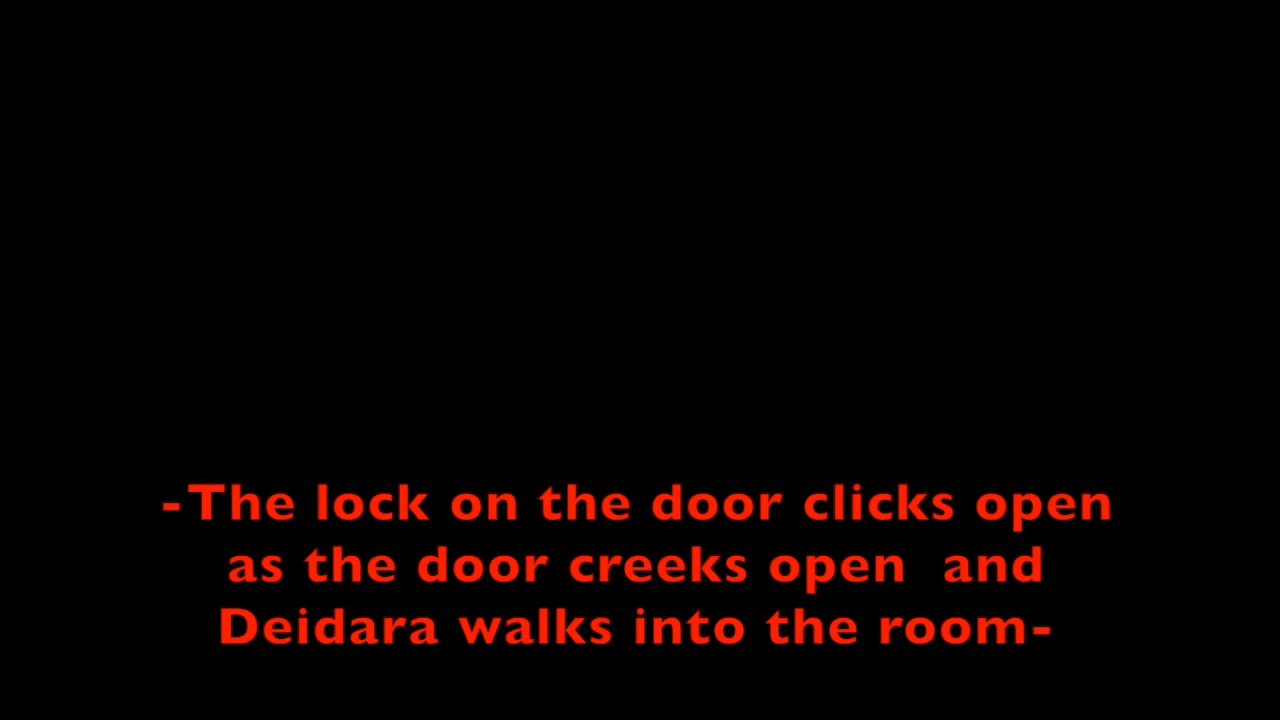 -The lock on the door clicks open
as the door creeks open  and
Deidara walks into the room-